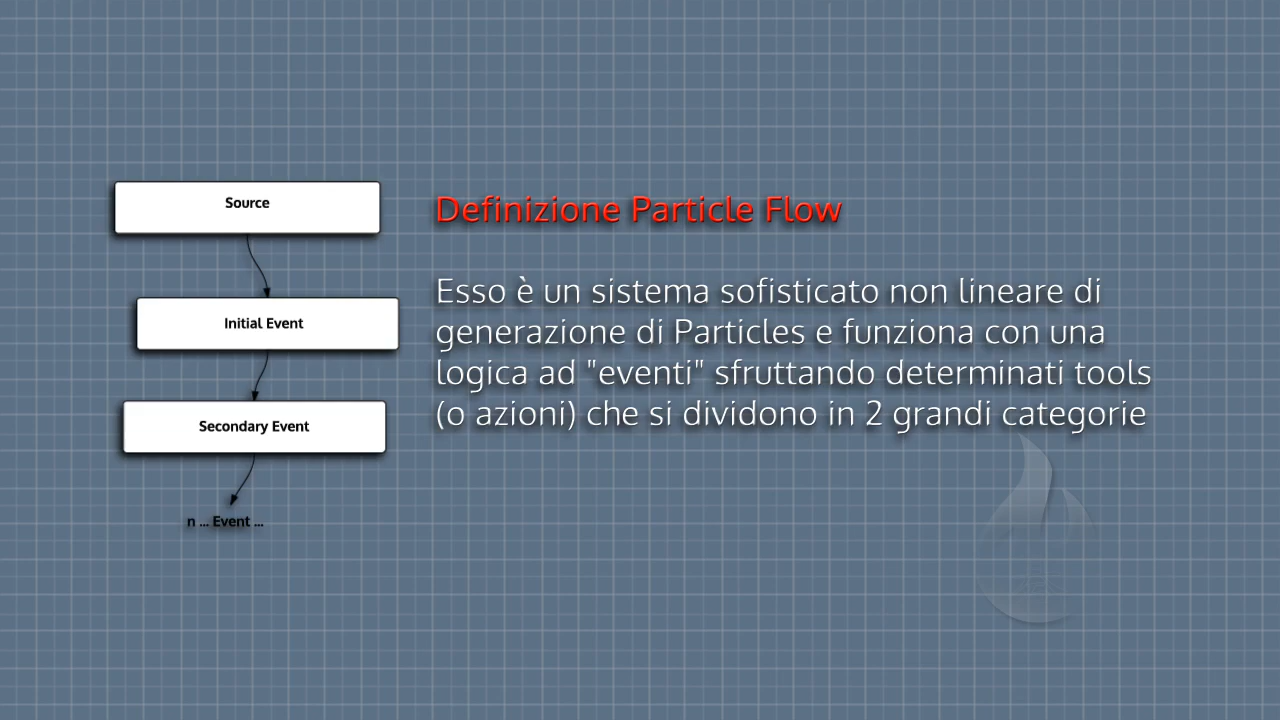 Source
Initial Event
Secondary Event
n ... Event ...
Definizione Particle Flow
Esso è un sistema sofisticato non lineare di
generazione di Particles e funziona con una
logica ad "eventi" sfruttando determinati tools
(o azioni) che si dividono in 2 grandi categorie